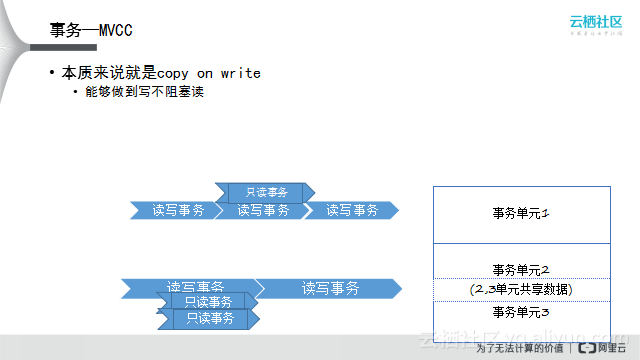 事务—MVCC
云栖社区
• 本质来说就是copy on write
• 能够做到写不阻塞读
只读事务
读写事务 读写事务 读写事务
读写事务 读写事务
只读事务
只读事务
事务单元1
事务单元2
(2,3单元共享数据)
事务单元3
云栖社区 yq.aliyun.com
为了无法计算的价值 | 阿里云